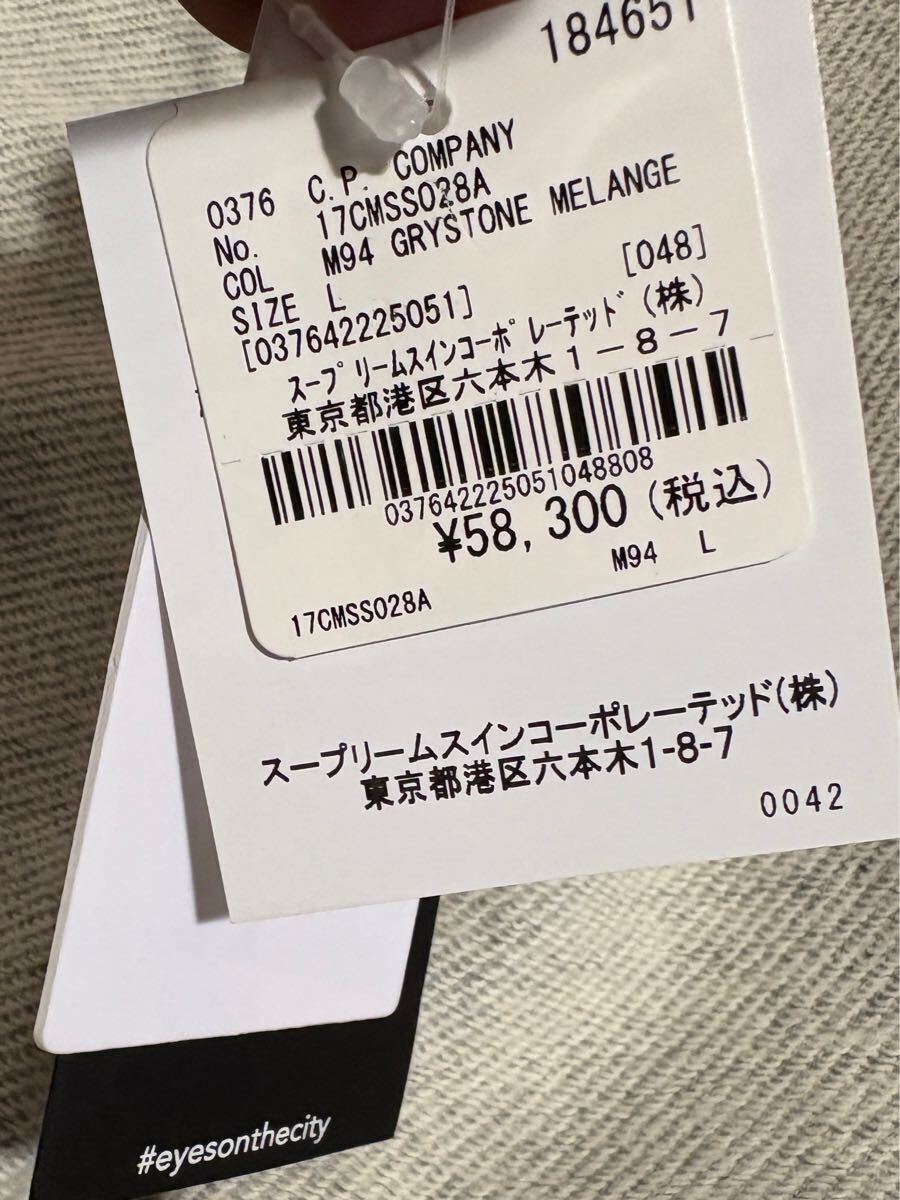 184651
0376 C.P. COMPANY
No. 17CMSS028A
COL M94 GRYSTONE MELANGE
SIZE L [048]
[037642225051]
スープリームスインコーポレーテッド(株)
東京都港区六本木1-8-7
037642225051048808
¥58,300(税込)
M94 L
17CMSS028A
スープリームスインコーポレーテッド(株)
東京都港区六本木1-8-7
0042
#eyesonthecity